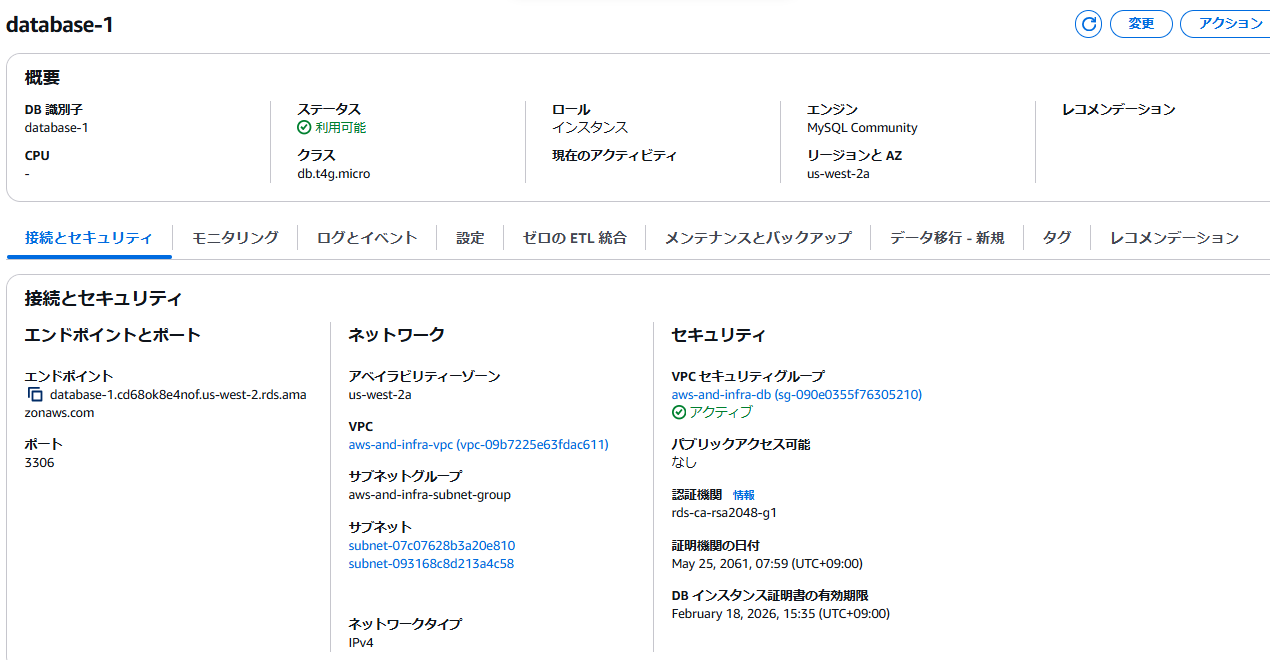 database-1
変更
アクション
概要
DB 識別子
database-1
CPU
-
ステータス
利用可能
クラス
db.t4g.micro
ロール
インスタンス
現在のアクティビティ
エンジン
MySQL Community
リージョンと AZ
us-west-2a
レコメンデーション
接続とセキュリティ
モニタリング
ログとイベント
設定
ゼロの ETL 統合
メンテナンスとバックアップ
データ移行 - 新規
タグ
レコメンデーション
接続とセキュリティ
エンドポイントとポート
エンドポイント
database-1.cd68ok8e4nof.us-west-2.rds.ama
zonaws.com
ポート
3306
ネットワーク
アベイラビリティーゾーン
us-west-2a
VPC
aws-and-infra-vpc (vpc-09b7225e63fdac611)
サブネットグループ
aws-and-infra-subnet-group
サブネット
subnet-07c07628b3a20e810
subnet-093168c8d213a4c58
ネットワークタイプ
IPv4
セキュリティ
VPC セキュリティグループ
aws-and-infra-db (sg-090e0355f76305210)
アクティブ
パブリックアクセス可能
なし
認証機関 情報
rds-ca-rsa2048-g1
証明機関の日付
May 25, 2061, 07:59 (UTC+09:00)
DB インスタンス証明書の有効期限
February 18, 2026, 15:35 (UTC+09:00)